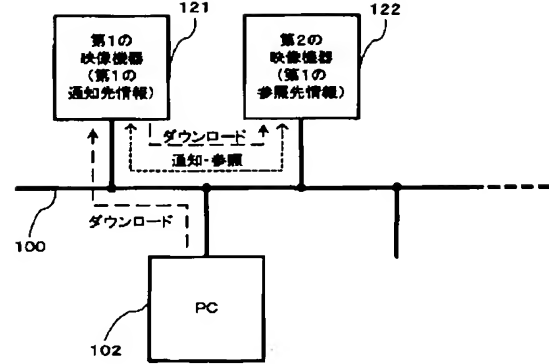 121
122
第1の
映像機器
(第1の
通知先情報)
第2の
映像機器
(第1の
参照先情報)
ダウンロード
通知・参照
ダウンロード
100
PC
102